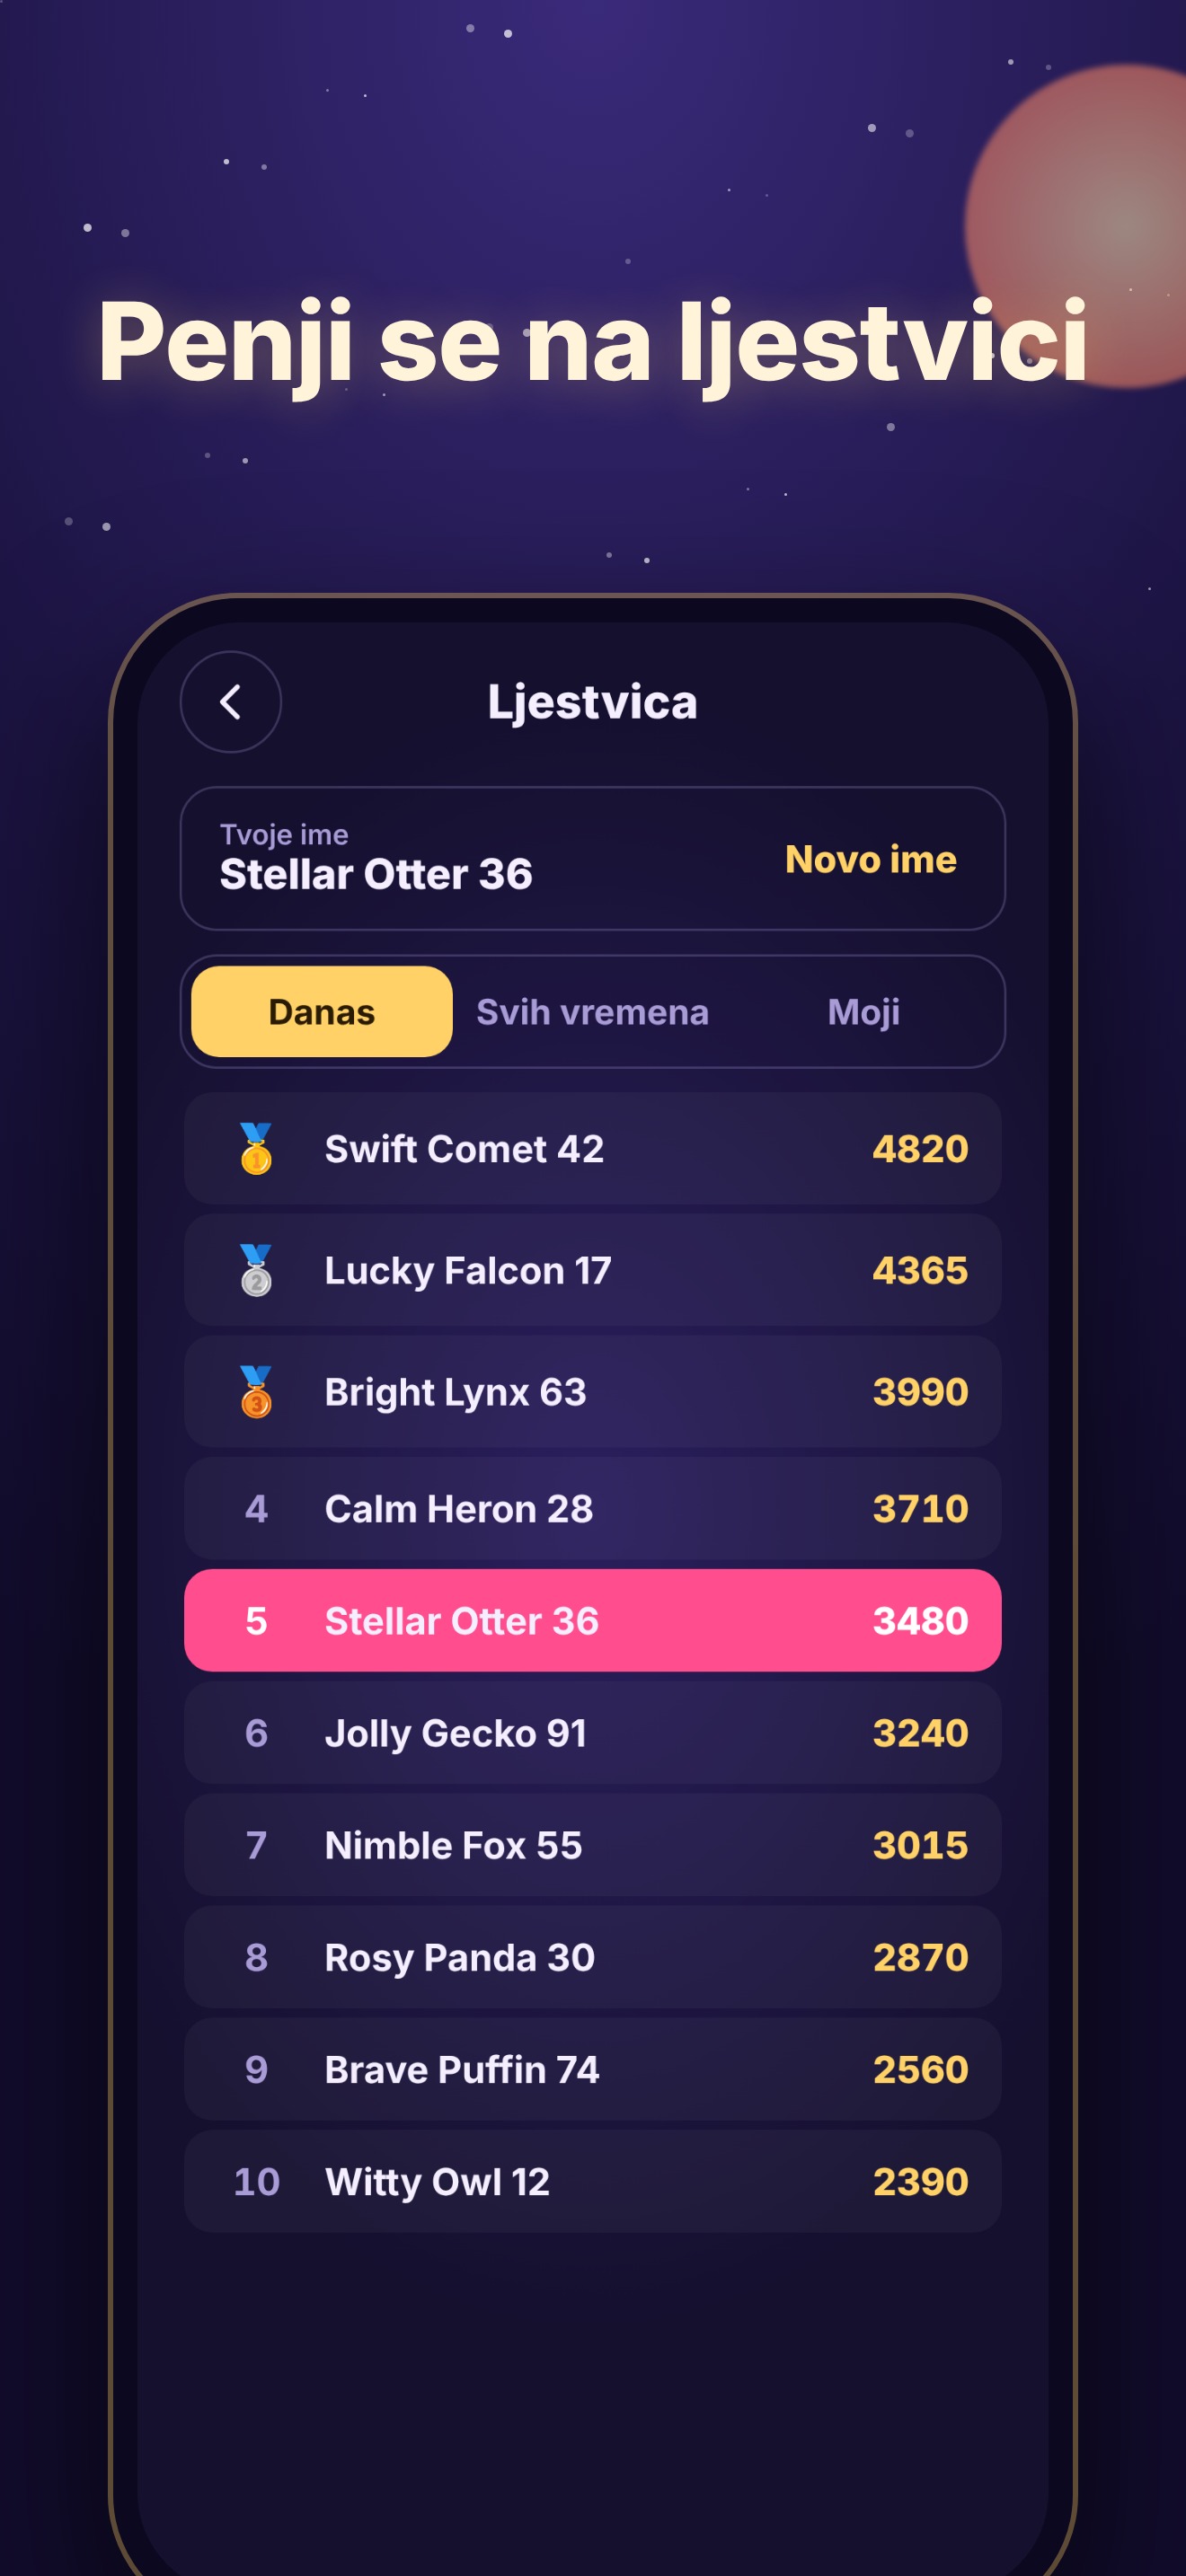 Penji se na ljestvici
Ljestvica
Tvoje ime
Stellar Otter 36
Novo ime
Danas Svih vremena Moji
1 Swift Comet 42 4820
2 Lucky Falcon 17 4365
3 Bright Lynx 63 3990
4 Calm Heron 28 3710
5 Stellar Otter 36 3480
6 Jolly Gecko 91 3240
7 Nimble Fox 55 3015
8 Rosy Panda 30 2870
9 Brave Puffin 74 2560
10 Witty Owl 12 2390